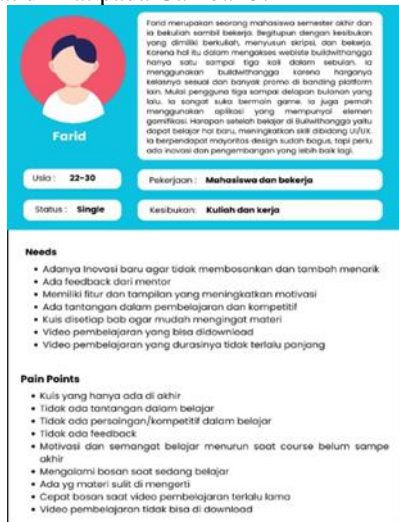 Farid merupakan seorang mahasiswa semester akhir dan
ia bekuliah sambil bekerja. Begitupun dengan kesibukan
yang dimiliki berkuliah, menyusun skripsi, dan bekerja.
Karena hal itu dalam mengakses webiste buildwithangga
hanya satu sampai tiga kali dalam sebulan. Ia
menggunakan buildwithangga karena harganya
kelasnya sesuai dan banyak promo di banding platform
lain. Mulai pengguna tiga sampai delapan bulanan yang
lalu. Ia sangat suka bermain game. Ia juga pernah
menggunakan aplikasi yang mempunyai elemen
gamifikasi. Harapan setelah belajar di Builwithangga yaitu
dapat belajar hal baru, meningkatkan skill dibidang UI/UX.
Ia berpendapat mayoritas design sudah bagus, tapi perlu
ada inovasi dan pengembangan yang lebih baik lagi.
Farid
Usia : 22-30
Pekerjaan : Mahasiswa dan bekerja
Status : Single
Kesibukan: Kuliah dan kerja
Needs
• Adanya Inovasi baru agar tidak membosankan dan tambah menarik
• Ada feedback dari mentor
• Memiliki fitur dan tampilan yang meningkatkan motivasi
• Ada tantangan dalam pembelajaran dan kompetitif
• Kuis disetiap bab agar mudah mengingat materi
• Video pembelajaran yang bisa didownload
• Video pembelajaran yang durasinya tidak terlalu panjang
Pain Points
• Kuis yang hanya ada di akhir
• Tidak ada tantangan dalam belajar
• Tidak ada persaingan/kompetitif dalam belajar
• Tidak ada feedback
• Motivasi dan semangat belajar menurun saat course belum sampe
akhir
• Mengalami bosan saat sedang belajar
• Ada yg materi sulit di mengerti
• Cepat bosan saat video pembelajaran terlalu lama
• Video pembelajaran tidak bisa di download